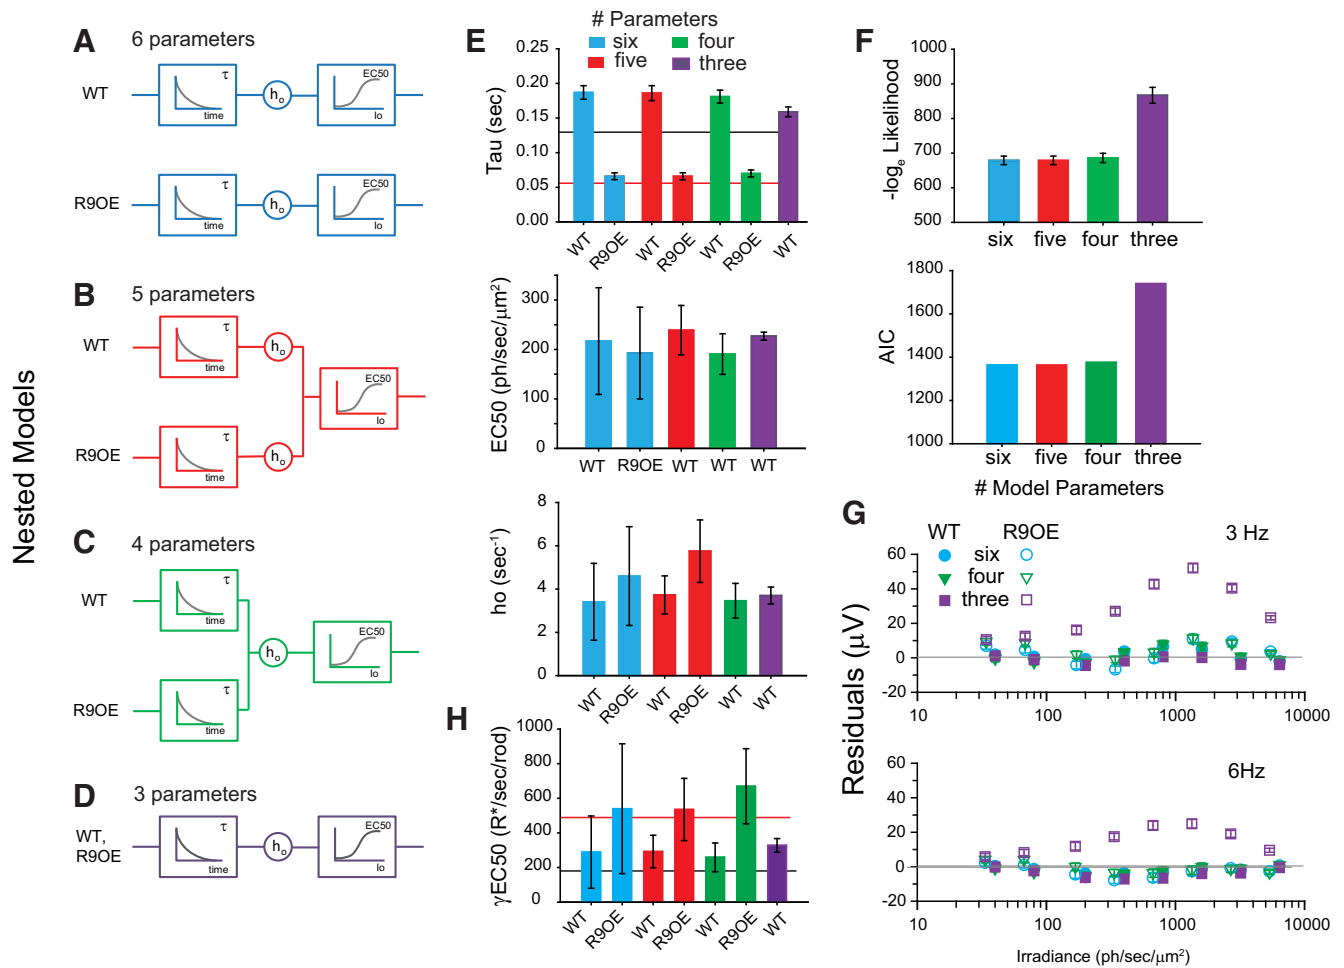 Nested Models
A
6 parameters
WT
τ
time
ho
EC50
Io
R9OE
τ
time
ho
EC50
Io
B
5 parameters
WT
τ
time
ho
R9OE
τ
time
ho
EC50
Io
C
4 parameters
WT
τ
time
R9OE
τ
time
ho
EC50
Io
D
3 parameters
WT,
R9OE
τ
time
ho
EC50
Io
E
# Parameters
six four
five three
Tau (sec)
0.25
0.20
0.15
0.10
0.05
0.00
WT R9OE WT R9OE WT R9OE WT
EC50 (ph/sec/μm²)
300
200
100
0
WT R9OE WT WT WT
ho (sec⁻¹)
8
6
4
2
0
WT R9OE WT R9OE WT WT
F
-logₑ Likelihood
1000
900
800
700
600
500
six five four three
AIC
1800
1600
1400
1200
1000
six five four three
# Model Parameters
G
WT R9OE
six
four
three
3 Hz
Residuals (μV)
60
40
20
0
-20
10 100 1000 10000
6Hz
60
40
20
0
-20
10 100 1000 10000
Irradiance (ph/sec/μm²)
H
γEC50 (R*/sec/rod)
1000
800
600
400
200
0
WT R9OE WT R9OE WT R9OE WT